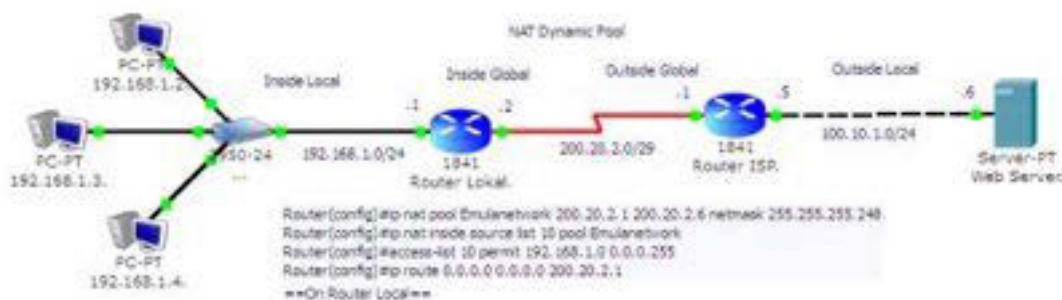 NAT Dynamic Pool
PC-PT
192.168.1.2
Inside Local
Inside Global
Outside Global
Outside Local
.1
.2
.1
.5
.6
PC-PT
192.168.1.3.
950-24
...
192.168.1.0/24
1841
Router Lokal.
200.20.2.0/29
1841
Router ISP.
100.10.1.0/24
Server-PT
Web Server
PC-PT
192.168.1.4.
Router(config)#ip nat pool Emulanetwork 200.20.2.1 200.20.2.6 netmask 255.255.255.248.
Router(config)#ip nat inside source list 10 pool Emulanetwork
Router(config)#access-list 10 permit 192.168.1.0 0.0.0.255
Router(config)#ip route 0.0.0.0 0.0.0.0 200.20.2.1
==On Router Local==